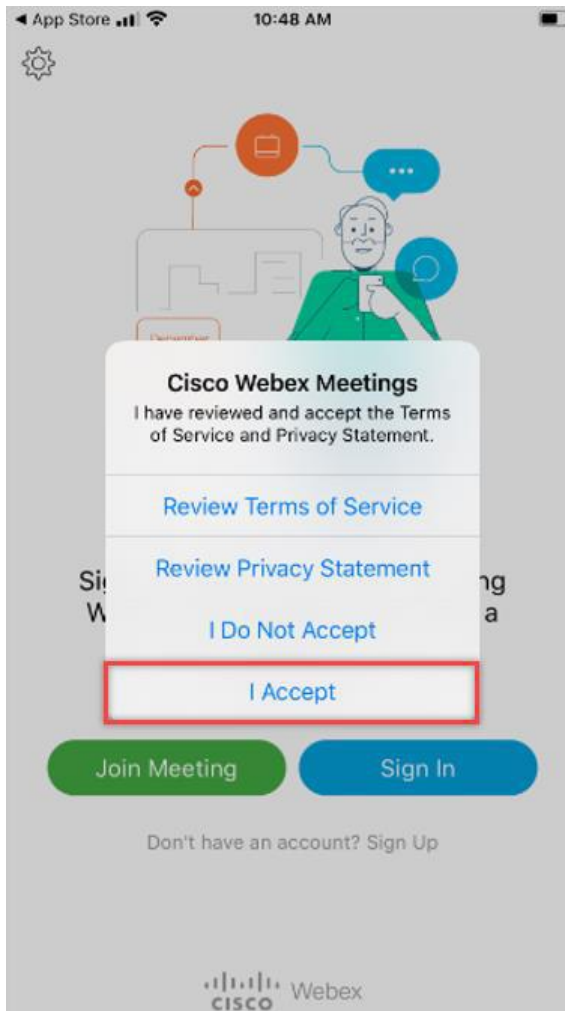 App Store 10:48 AM
December
Cisco Webex Meetings
I have reviewed and accept the Terms
of Service and Privacy Statement.
Review Terms of Service
Review Privacy Statement
I Do Not Accept
I Accept
a
Join Meeting Sign In
Don't have an account? Sign Up
CISCO Webex